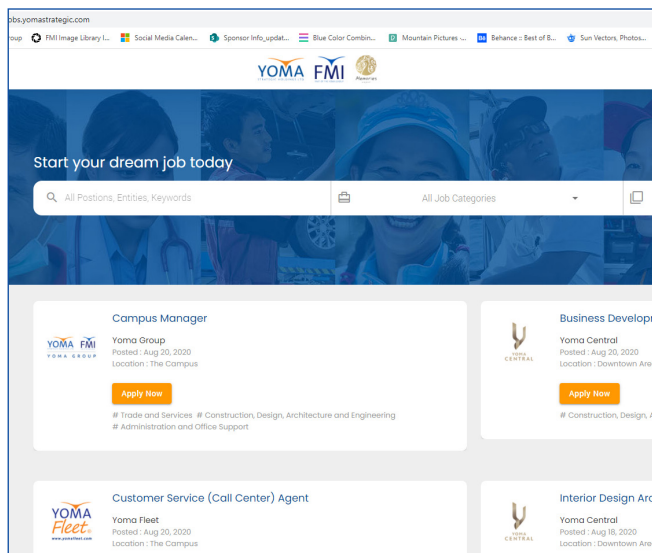 obs.yomastrategic.com
oup FMI Image Library I... Social Media Calen... Sponsor Info_updat... Blue Color Combin... Mountain Pictures -... Behance :: Best of B... Sun Vectors, Photos...
YOMA FMI Memories
Start your dream job today
All Postions, Entities, Keywords All Job Categories
Campus Manager
YOMA FMI
YOMA GROUP
Yoma Group
Posted : Aug 20, 2020
Location : The Campus
Apply Now
# Trade and Services # Construction, Design, Architecture and Engineering
# Administration and Office Support
Business Developm
YOMA
CENTRAL
Yoma Central
Posted : Aug 20, 2020
Location : Downtown Are
Apply Now
# Construction, Design, A
Customer Service (Call Center) Agent
YOMA
Fleet
www.yomafleet.com
Yoma Fleet
Posted : Aug 20, 2020
Location : The Campus
Interior Design Arc
YOMA
CENTRAL
Yoma Central
Posted : Aug 18, 2020
Location : Downtown Are